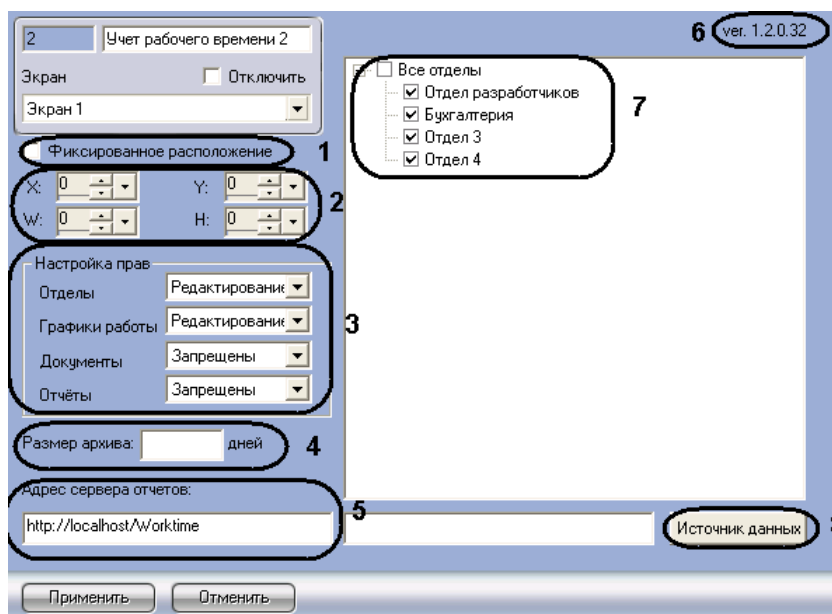 2 Учет рабочего времени 2
Экран Отключить
Экран 1
Фиксированное расположение 1
X: 0 Y: 0
W: 0 H: 0
2
Настройка прав
Отделы Редактирование
Графики работы Редактирование
Документы Запрещены
Отчёты Запрещены
3
Размер архива: дней 4
Адрес сервера отчетов:
http://localhost/Worktime
5
6 ver. 1.2.0.32
Все отделы
Отдел разработчиков
Бухгалтерия
Отдел 3
Отдел 4
7
Источник данных
Применить Отменить